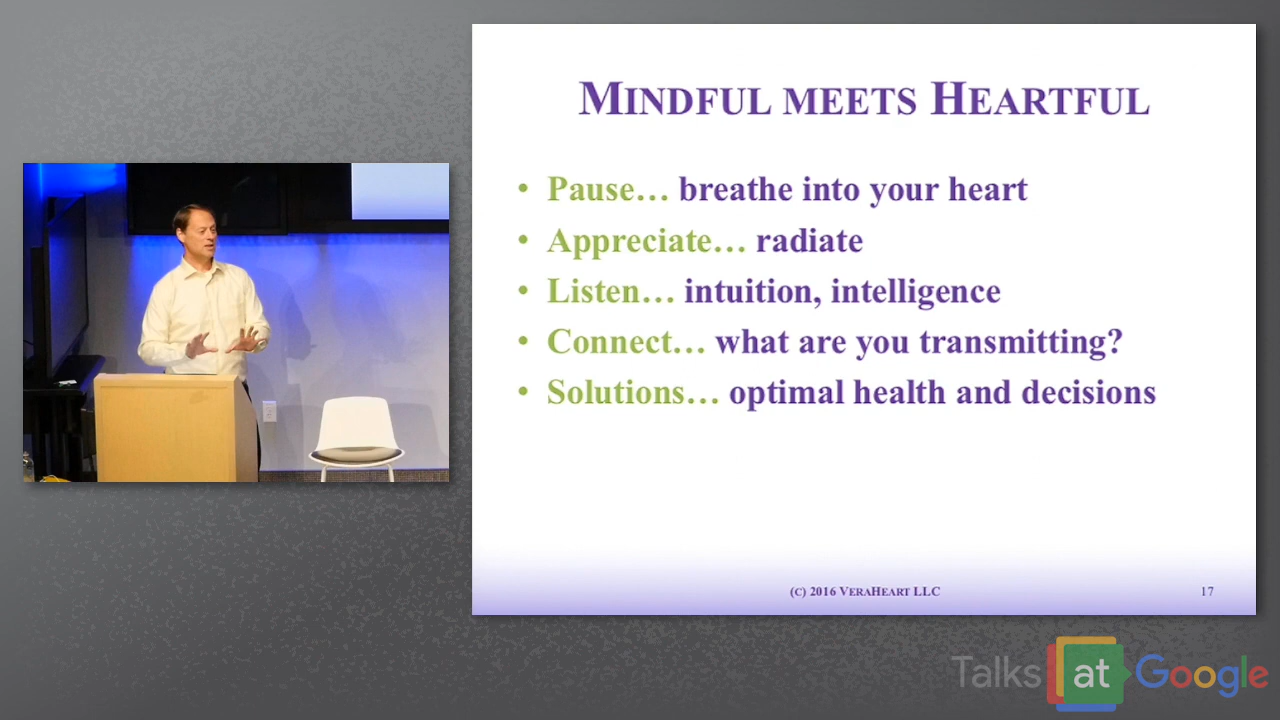 MINDFUL MEETS HEARTFUL
• Pause… breathe into your heart
• Appreciate… radiate
• Listen… intuition, intelligence
• Connect… what are you transmitting?
• Solutions… optimal health and decisions
(C) 2016 VERAHEART LLC
17
Talks at Google